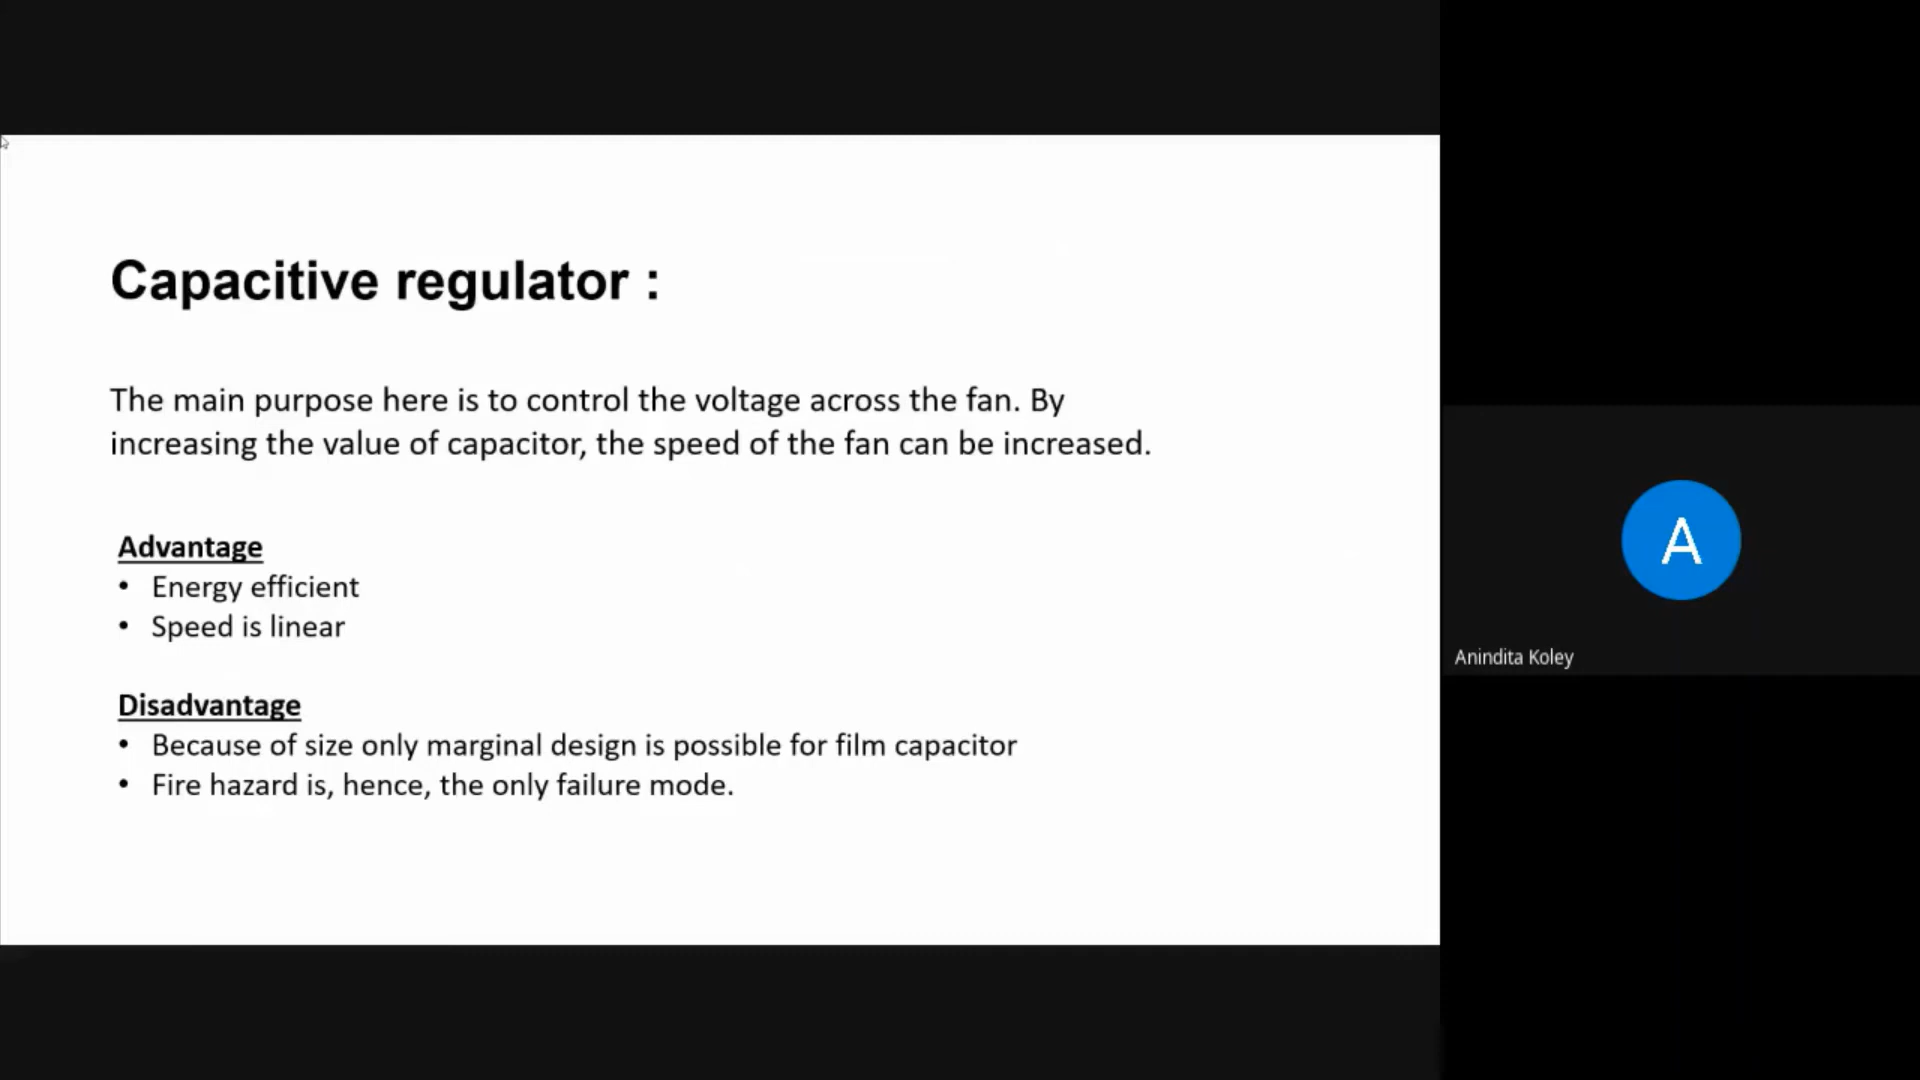 Capacitive regulator :
The main purpose here is to control the voltage across the fan. By
increasing the value of capacitor, the speed of the fan can be increased.
Advantage
• Energy efficient
• Speed is linear
Disadvantage
• Because of size only marginal design is possible for film capacitor
• Fire hazard is, hence, the only failure mode.
A
Anindita Koley